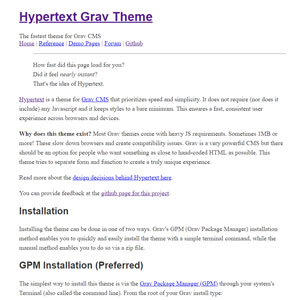 Hypertext Grav Theme
The fastest theme for Grav CMS
Home | Reference | Demo Pages | Forum | Github
How fast did this page load for you?
Did it feel nearly instant?
That's the idea of Hypertext.
Hypertext is a theme for Grav CMS that prioritizes speed and simplicity. It does not require (nor does it
include) any Javascript and it keeps styles to a bare minimum. This ensures a fast, consistent user
experience across browsers and devices.
Why does this theme exist? Most Grav themes come with heavy JS requirements. Sometimes 1MB or
more! These slow down browsers and create compatibility issues. Grav is a very powerful CMS but there
should be an option for people who want something as close to hand-coded HTML as possible. This
theme tries to separate form and function to create a truly unique experience.
Read more about the design decisions behind Hypertext here.
You can provide feedback at the github page for this project.
Installation
Installing the theme can be done in one of two ways. Grav's GPM (Grav Package Manager) installation
method enables you to quickly and easily install the theme with a simple terminal command, while the
manual method enables you to do so via a zip file.
GPM Installation (Preferred)
The simplest way to install this theme is via the Grav Package Manager (GPM) through your system's
Terminal (also called the command line). From the root of your Grav install type: